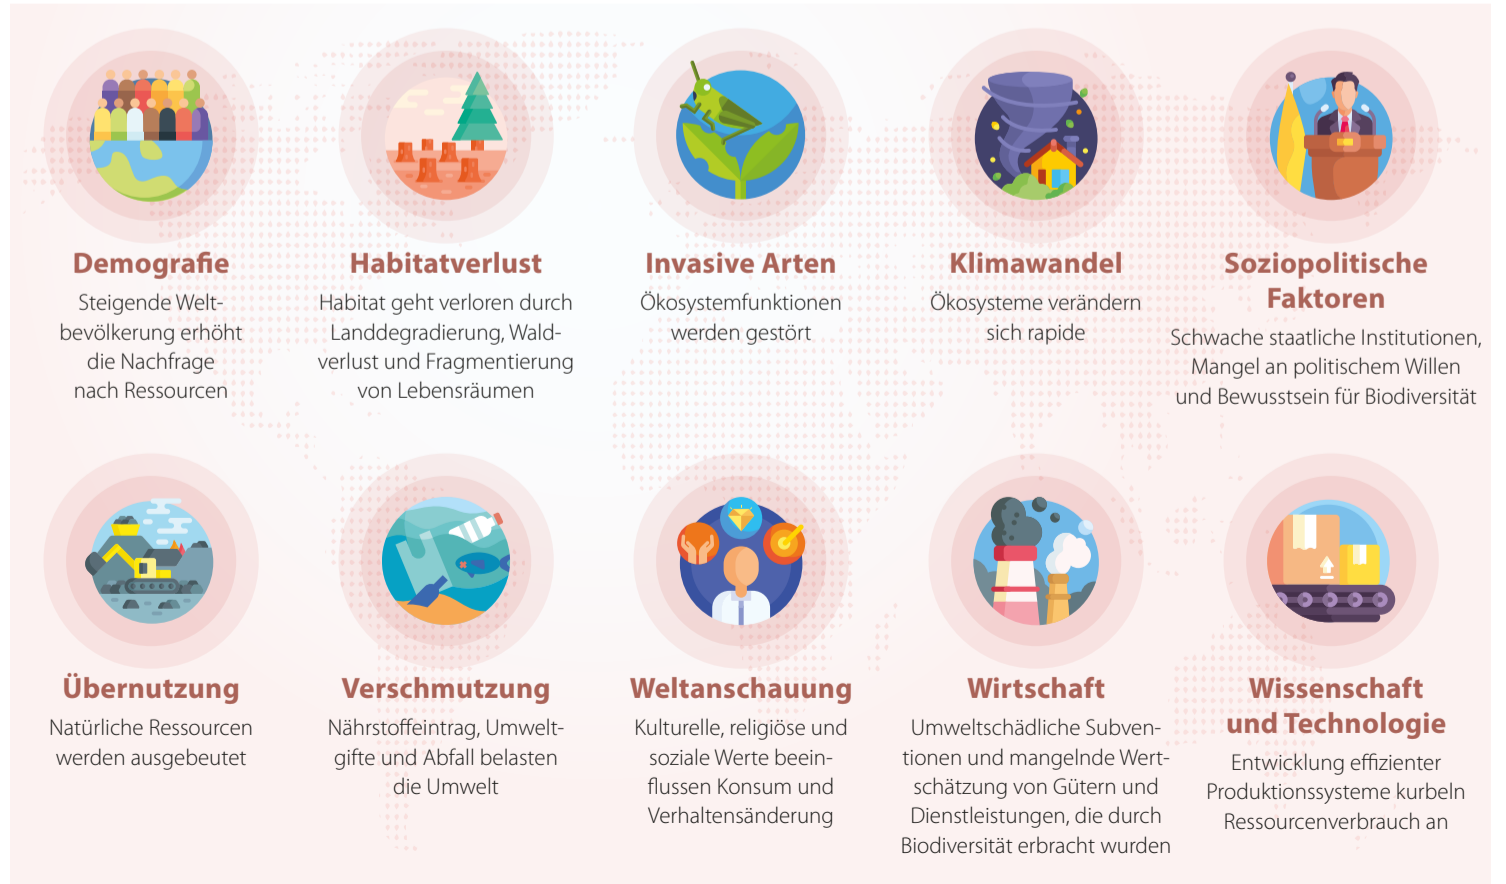 Demografie
Steigende Welt-
bevölkerung erhöht
die Nachfrage
nach Ressourcen
Habitatverlust
Habitat geht verloren durch
Landdegradierung, Wald-
verlust und Fragmentierung
von Lebensräumen
Invasive Arten
Ökosystemfunktionen
werden gestört
Klimawandel
Ökosysteme verändern
sich rapide
Soziopolitische
Faktoren
Schwache staatliche Institutionen,
Mangel an politischem Willen
und Bewusstsein für Biodiversität
Übernutzung
Natürliche Ressourcen
werden ausgebeutet
Verschmutzung
Nährstoffeintrag, Umwelt-
gifte und Abfall belasten
die Umwelt
Weltanschauung
Kulturelle, religiöse und
soziale Werte beein-
flussen Konsum und
Verhaltensänderung
Wirtschaft
Umweltschädliche Subven-
tionen und mangelnde Wert-
schätzung von Gütern und
Dienstleistungen, die durch
Biodiversität erbracht wurden
Wissenschaft
und Technologie
Entwicklung effizienter
Produktionssysteme kurbeln
Ressourcenverbrauch an